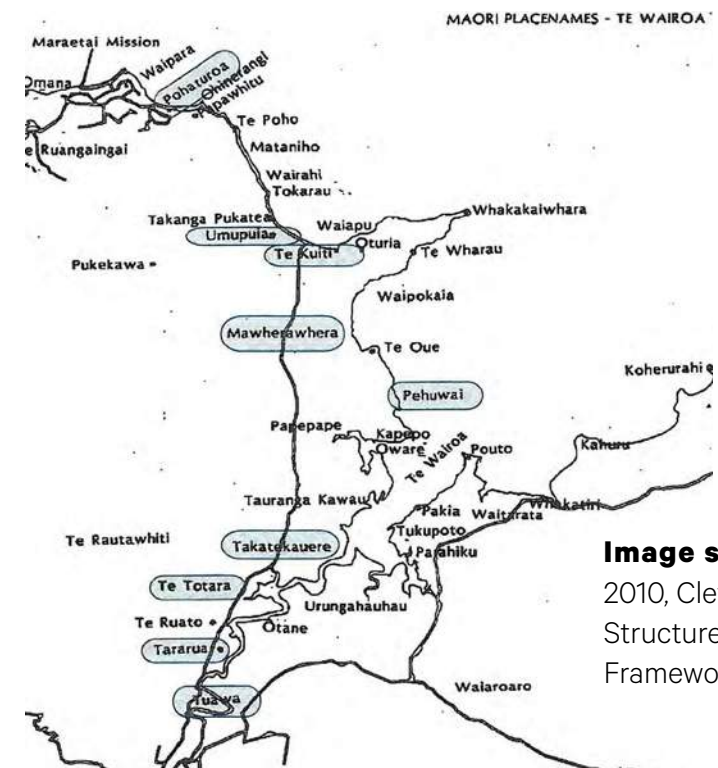 MAORI PLACENAMES - TE WAIROA
Maraetai Mission
Waipara
Omana
Pohaturoa
Ohinerangi
Papawhitu
Te Poho
e Ruangaingai
Mataniho
Wairahi
Tokarau
Takanga Pukatea
Waiapu
Whakakaiwhara
Umupuia
Te Kuiti
Oturia
Te Wharau
Pukekawa
Waipokaia
Mawherawhera
Te Oue
Koherurahi
Pehuwai
Papepape
Kapepo
Oware
Te Wairoa
Pouto
Kahuru
Tauranga Kawau
Pakia
Waitarata
Whakatiri
Te Rautawhiti
Takatekauere
Tukupoto
Parahiku
Image s
2010, Cle
Structure
Framewo
Te Totara
Urungahauhau
Te Ruato
Otane
Tararua
Tuawa
Waiaroaro